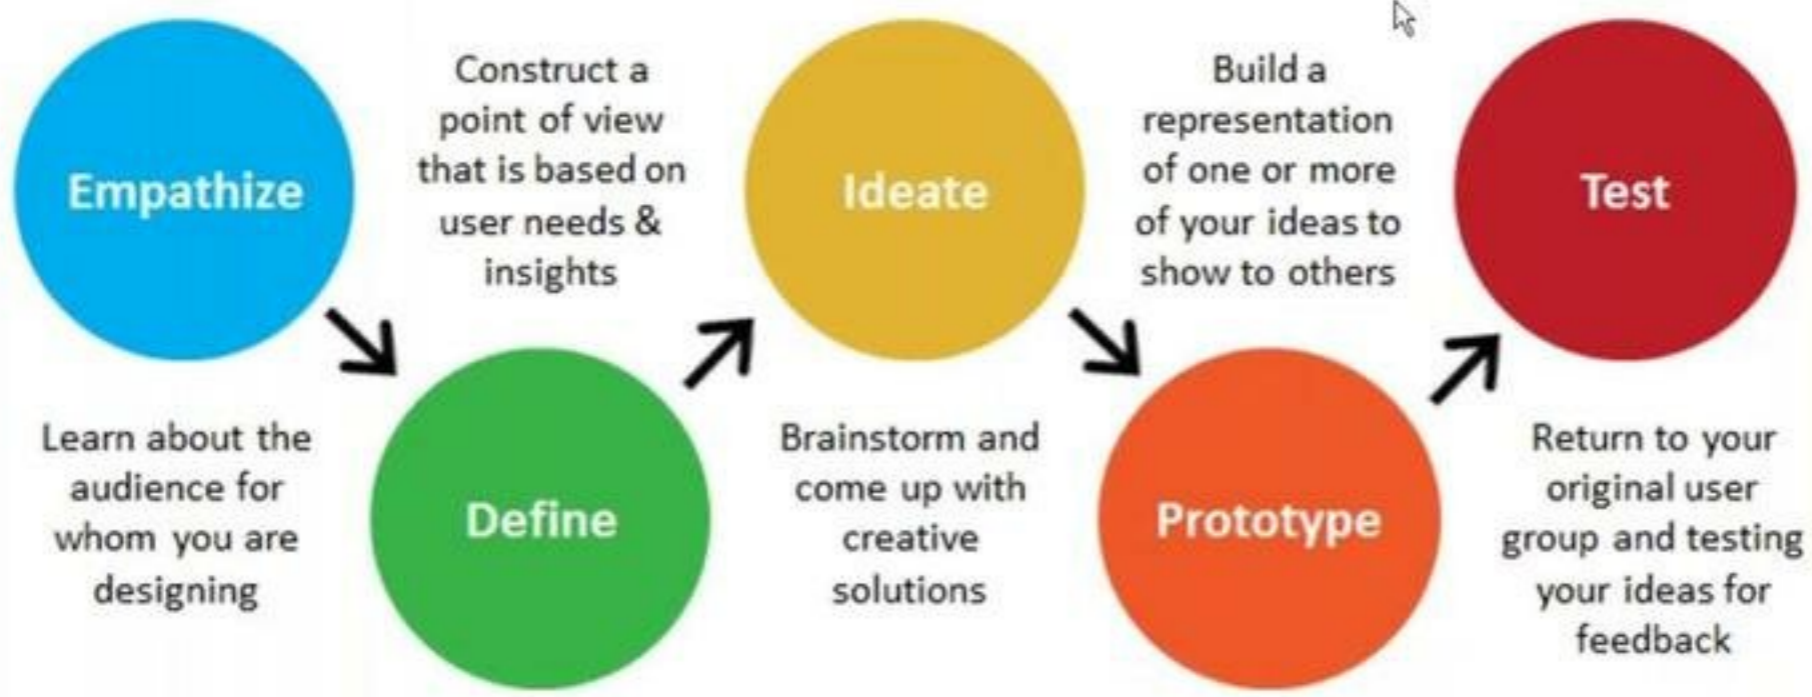 Empathize
Learn about the
audience for
whom you are
designing
Construct a
point of view
that is based on
user needs &
insights
Define
Ideate
Brainstorm and
come up with
creative
solutions
Build a
representation
of one or more
of your ideas to
show to others
Prototype
Test
Return to your
original user
group and testing
your ideas for
feedback